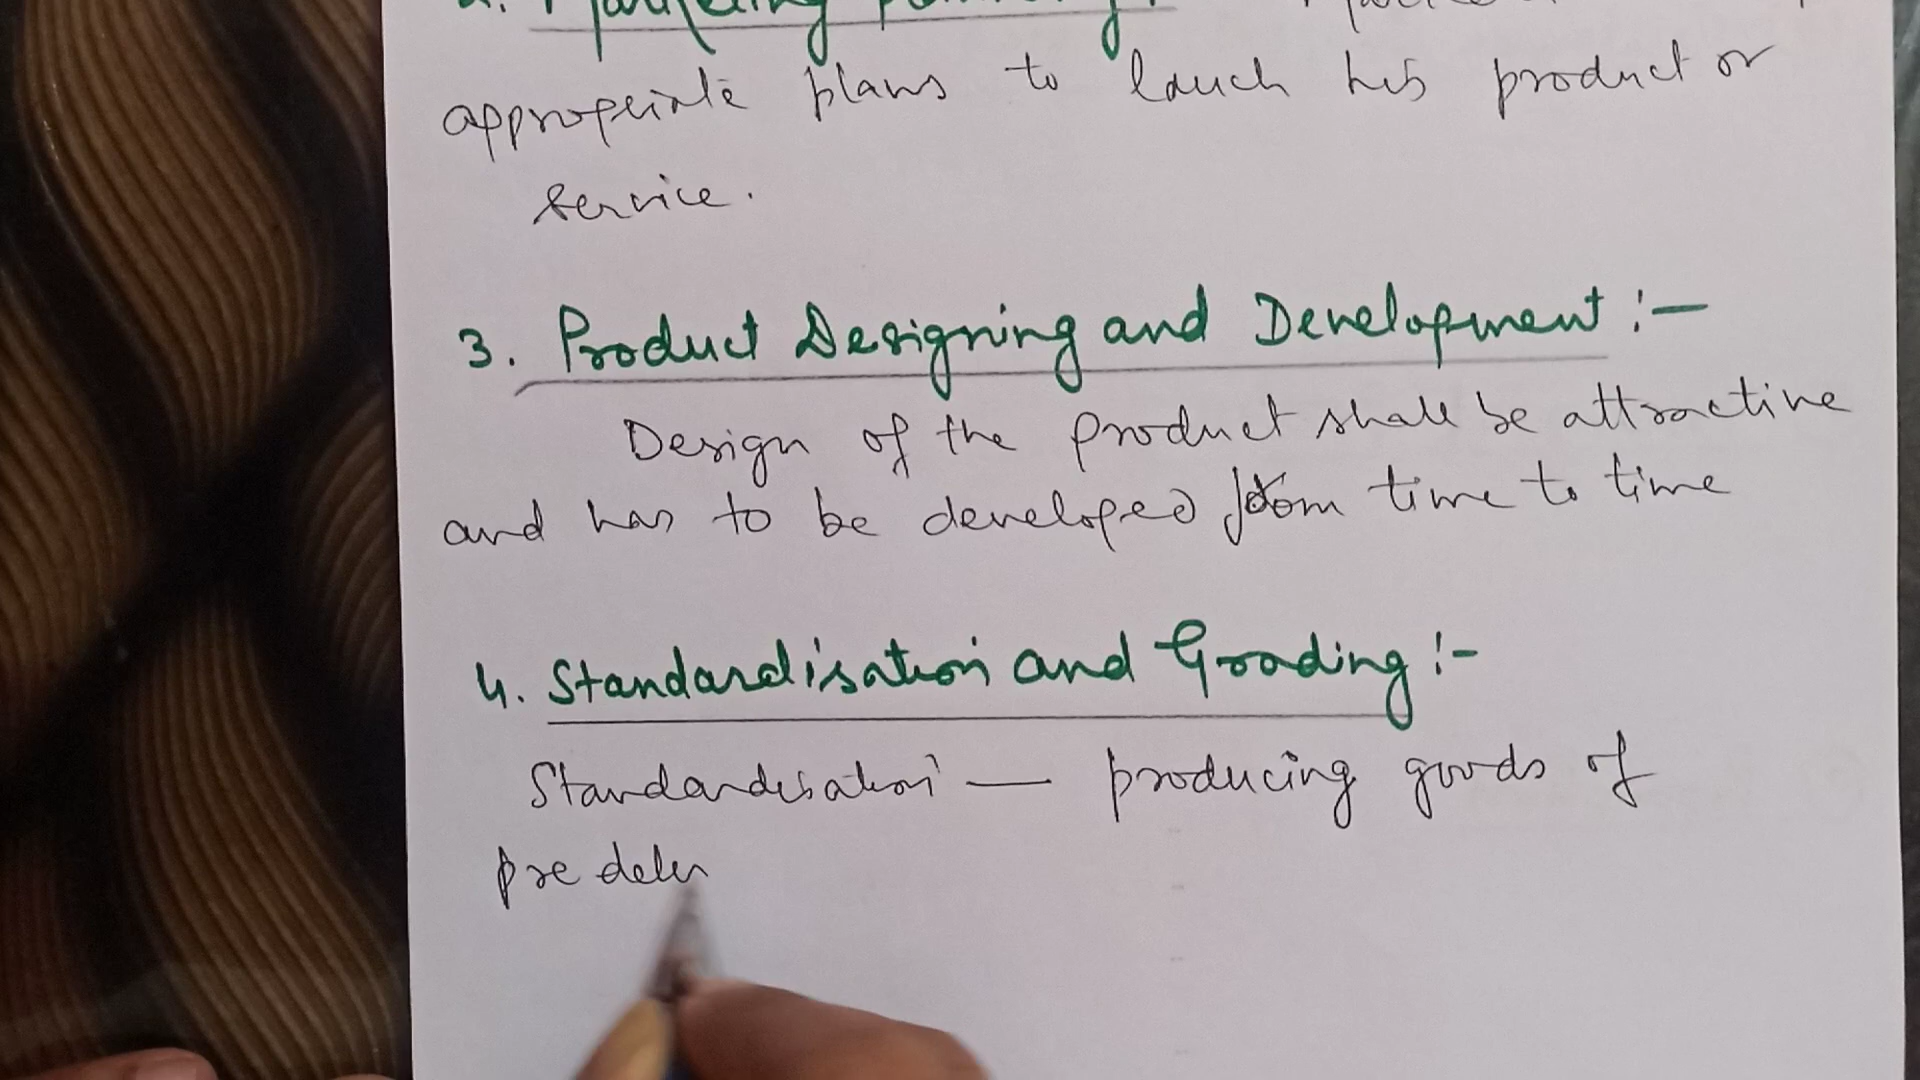 2. Marketing
appropriate plans to lauch his product or
service.
3. Product Designing and Development :-
Design of the product shall be attractive
and has to be developed from time to time
4. Standardisation and Grading :-
Standardisation — producing goods of
pre deter